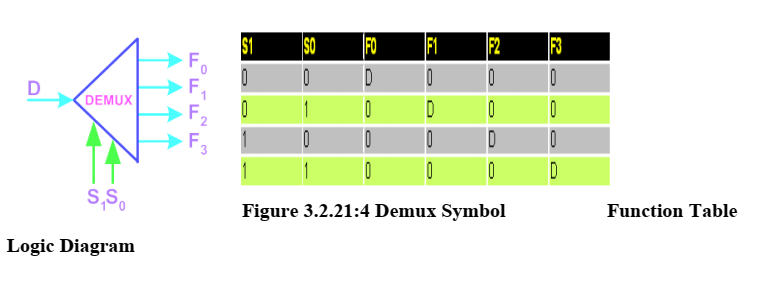 D
DEMUX
F0
F1
F2
F3
S1S0
S1 S0 F0 F1 F2 F3
0 0 D 0 0 0
0 1 0 D 0 0
1 0 0 0 D 0
1 1 0 0 0 D
Figure 3.2.21:4 Demux Symbol Function Table
Logic Diagram